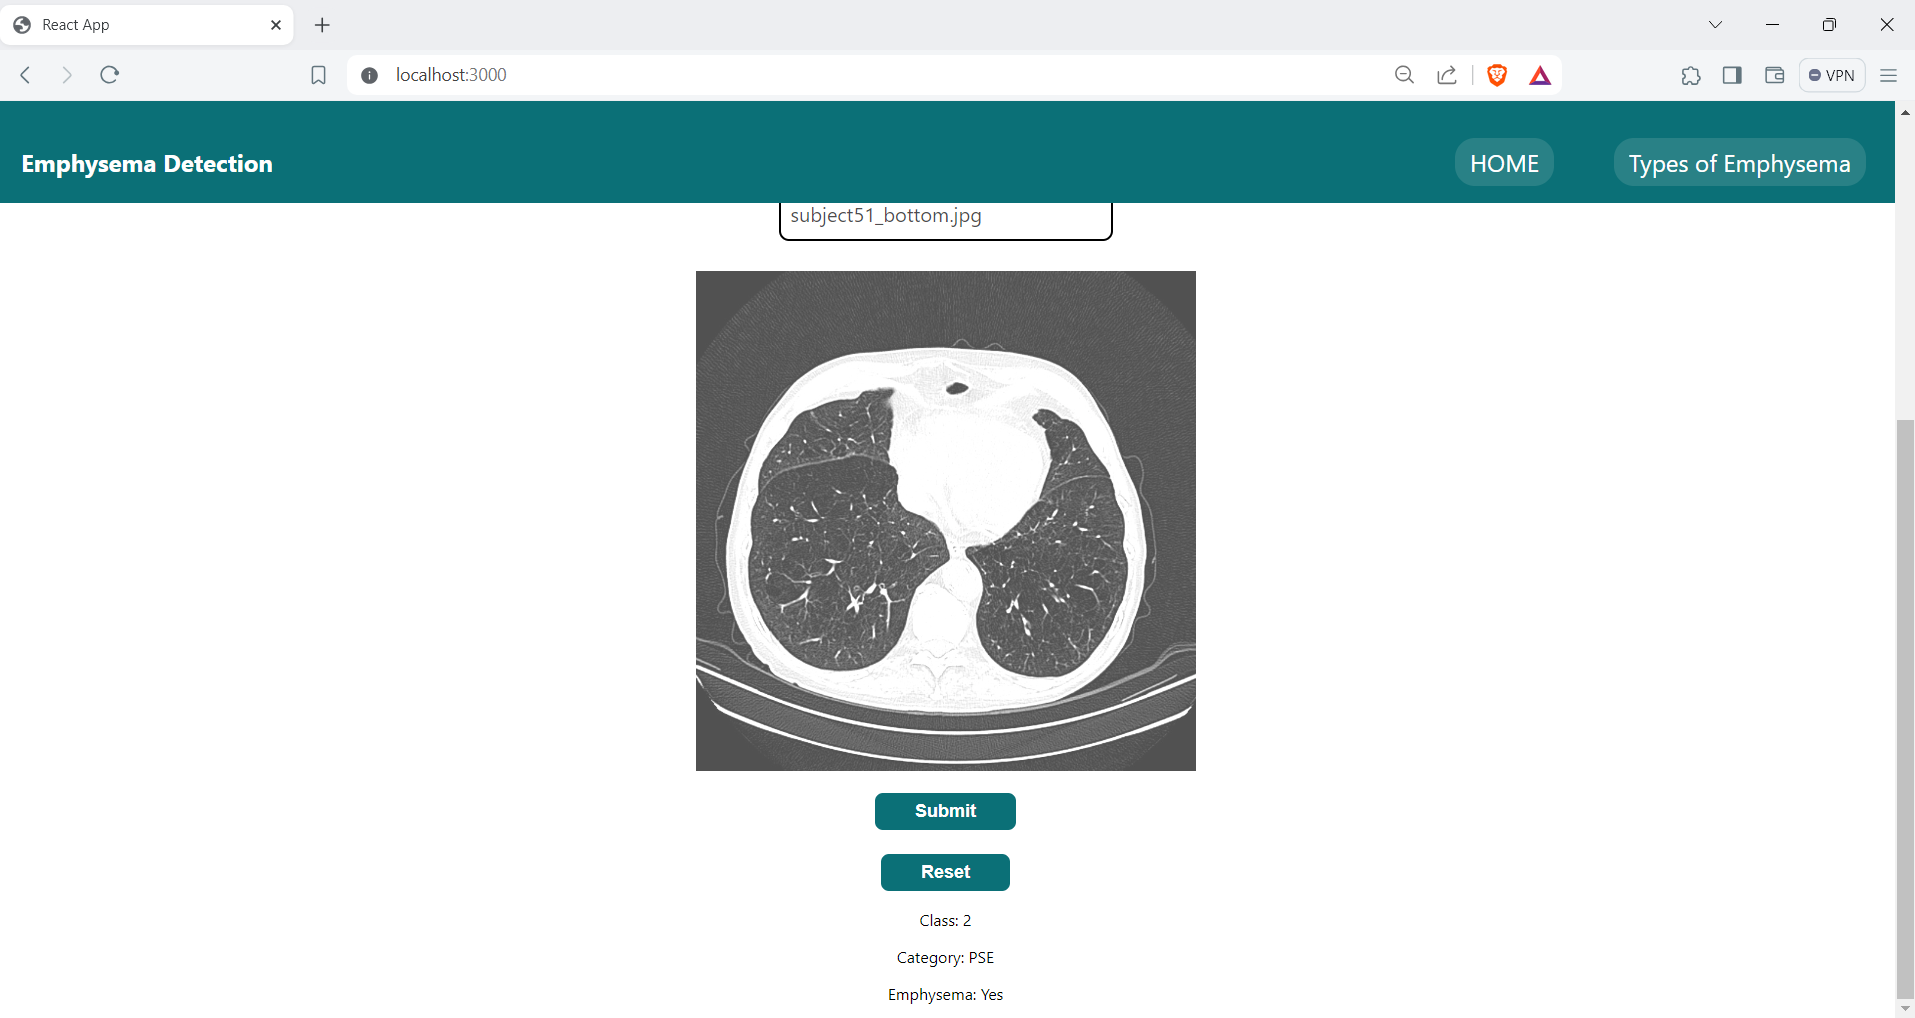 React App
localhost:3000
VPN
Emphysema Detection
HOME
Types of Emphysema
subject51_bottom.jpg
Submit
Reset
Class: 2
Category: PSE
Emphysema: Yes